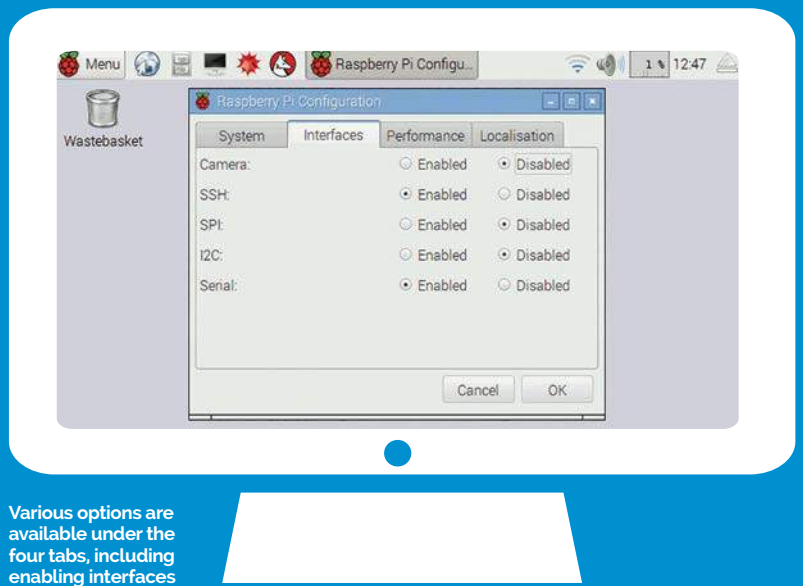 Menu
Raspberry Pi Configu...
1 %
12:47
Wastebasket
Raspberry Pi Configuration
System Interfaces Performance Localisation
Camera: Enabled Disabled
SSH: Enabled Disabled
SPI: Enabled Disabled
I2C: Enabled Disabled
Serial: Enabled Disabled
Cancel OK
Various options are
available under the
four tabs, including
enabling interfaces